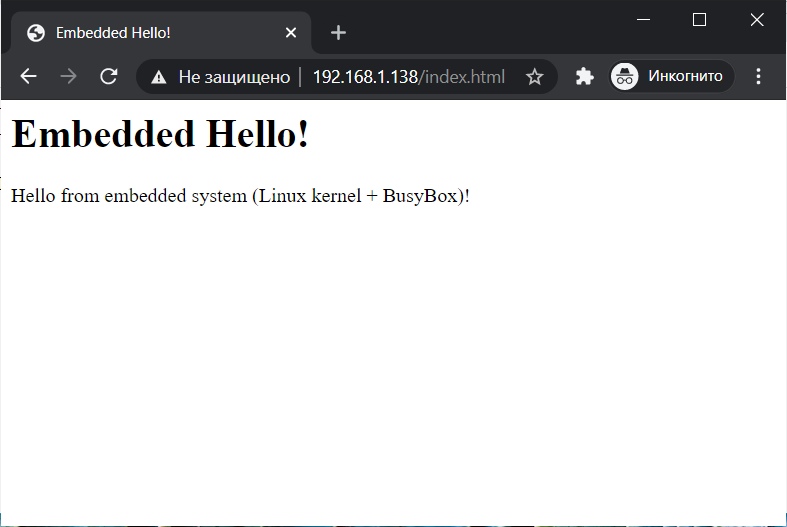 Embedded Hello!
Не защищено | 192.168.1.138/index.html Инкогнито
Embedded Hello!
Hello from embedded system (Linux kernel + BusyBox)!